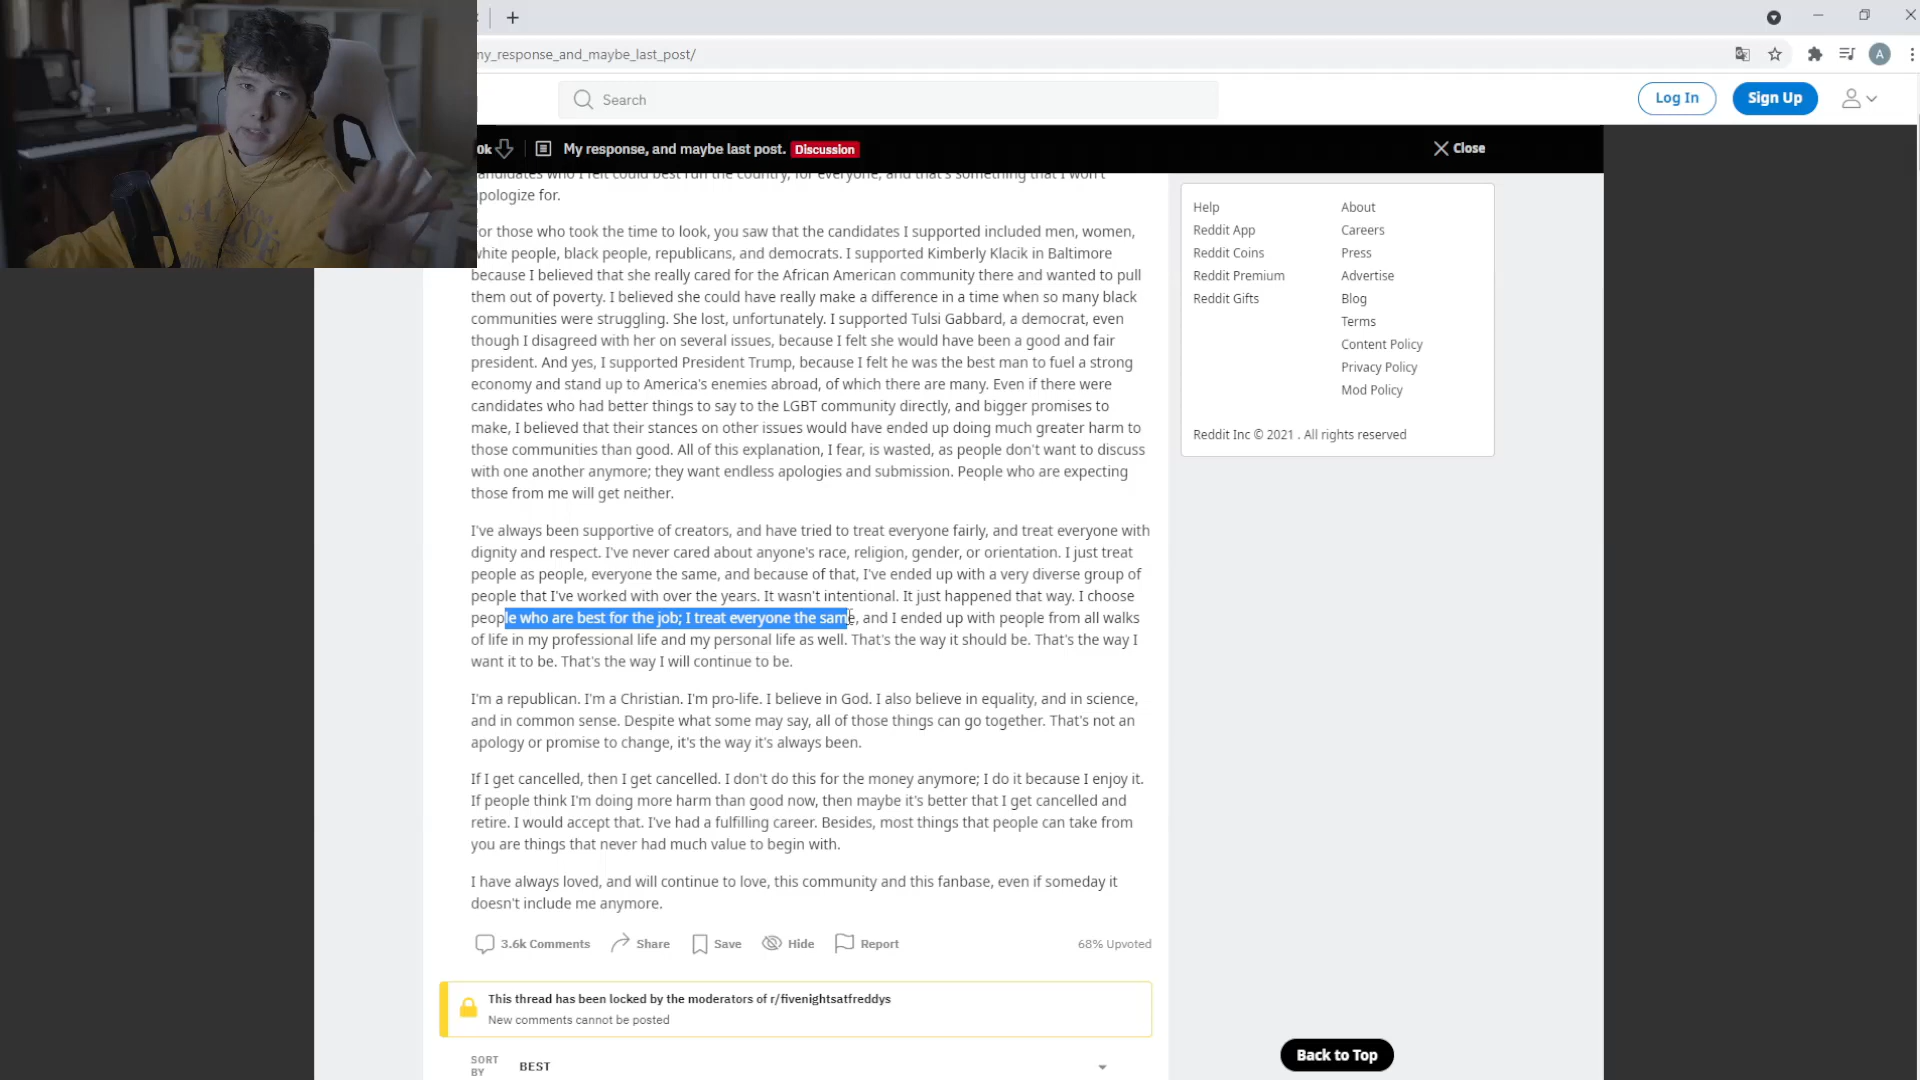 my_response_and_maybe_last_post/
A
Search
Log In
Sign Up
0k
My response, and maybe last post. Discussion
Close
candidates who I felt could best run the country, for everyone, and that's something that I won't
pologize for.
or those who took the time to look, you saw that the candidates I supported included men, women,
white people, black people, republicans, and democrats. I supported Kimberly Klacik in Baltimore
because I believed that she really cared for the African American community there and wanted to pull
them out of poverty. I believed she could have really make a difference in a time when so many black
communities were struggling. She lost, unfortunately. I supported Tulsi Gabbard, a democrat, even
though I disagreed with her on several issues, because I felt she would have been a good and fair
president. And yes, I supported President Trump, because I felt he was the best man to fuel a strong
economy and stand up to America's enemies abroad, of which there are many. Even if there were
candidates who had better things to say to the LGBT community directly, and bigger promises to
make, I believed that their stances on other issues would have ended up doing much greater harm to
those communities than good. All of this explanation, I fear, is wasted, as people don't want to discuss
with one another anymore; they want endless apologies and submission. People who are expecting
those from me will get neither.
I've always been supportive of creators, and have tried to treat everyone fairly, and treat everyone with
dignity and respect. I've never cared about anyone's race, religion, gender, or orientation. I just treat
people as people, everyone the same, and because of that, I've ended up with a very diverse group of
people that I've worked with over the years. It wasn't intentional. It just happened that way. I choose
people who are best for the job; I treat everyone the same, and I ended up with people from all walks
of life in my professional life and my personal life as well. That's the way it should be. That's the way I
want it to be. That's the way I will continue to be.
I'm a republican. I'm a Christian. I'm pro-life. I believe in God. I also believe in equality, and in science,
and in common sense. Despite what some may say, all of those things can go together. That's not an
apology or promise to change, it's the way it's always been.
If I get cancelled, then I get cancelled. I don't do this for the money anymore; I do it because I enjoy it.
If people think I'm doing more harm than good now, then maybe it's better that I get cancelled and
retire. I would accept that. I've had a fulfilling career. Besides, most things that people can take from
you are things that never had much value to begin with.
I have always loved, and will continue to love, this community and this fanbase, even if someday it
doesn't include me anymore.
3.6k Comments Share Save Hide Report 68% Upvoted
This thread has been locked by the moderators of r/fivenightsatfreddys
New comments cannot be posted
SORT BY BEST
Help About
Reddit App Careers
Reddit Coins Press
Reddit Premium Advertise
Reddit Gifts Blog
Terms
Content Policy
Privacy Policy
Mod Policy
Reddit Inc © 2021 . All rights reserved
Back to Top